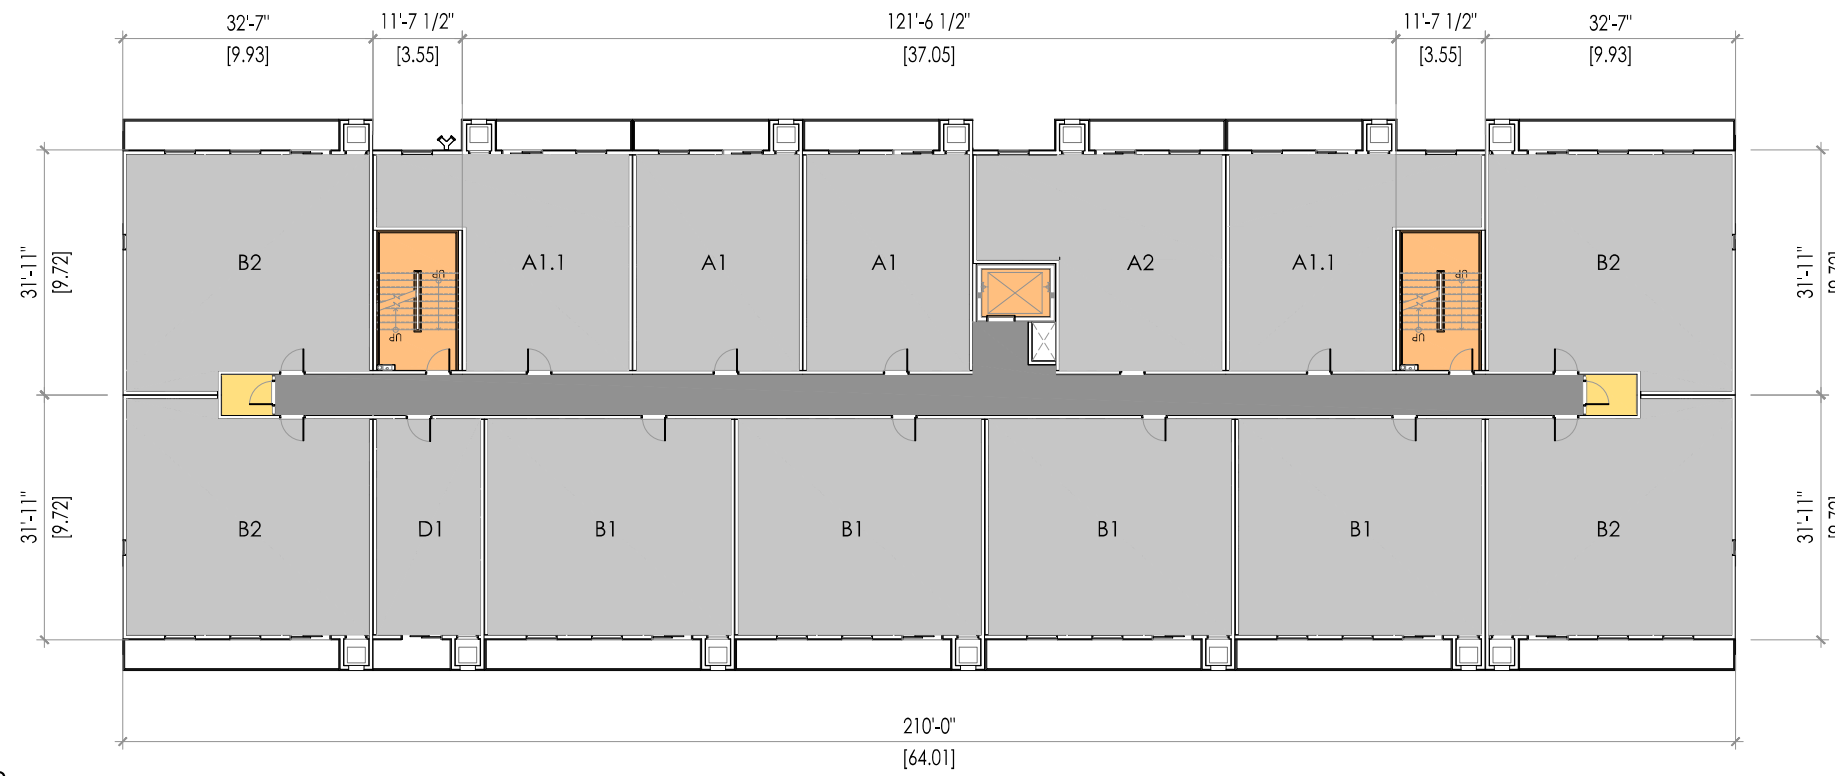 32'-7" 11'-7 1/2" 121'-6 1/2" 11'-7 1/2" 32'-7"
[9.93] [3.55] [37.05] [3.55] [9.93]
31'-11"
[9.72]
B2 A1.1 A1 A1 A2 A1.1 B2
31'-11"
UP
UP
UP
UP
31'-11"
[9.72]
B2 D1 B1 B1 B1 B1 B2
31'-11"
210'-0"
[64.01]